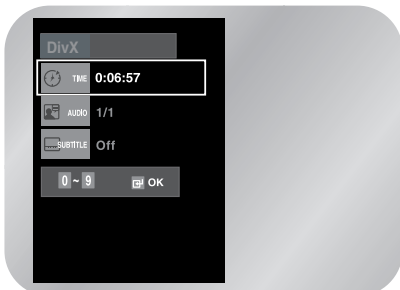 DivX
TIME 0:06:57
AUDIO 1/1
SUBTITLE Off
0 ~ 9 OK